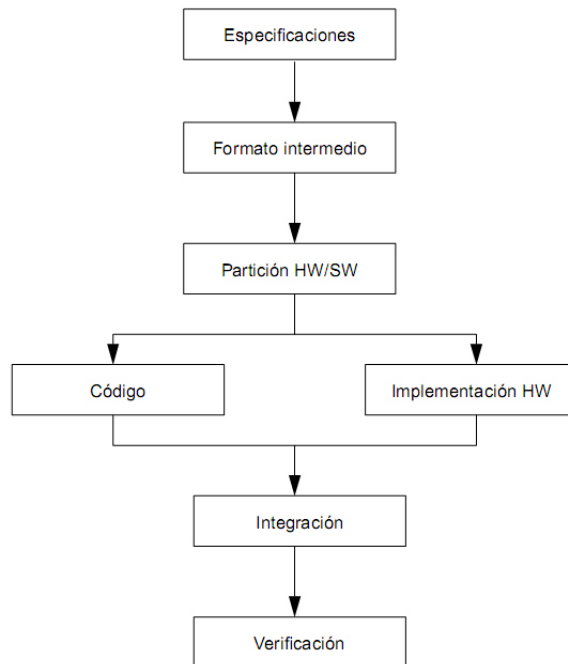 Especificaciones
Formato intermedio
Partición HW/SW
Código
Implementación HW
Integración
Verificación